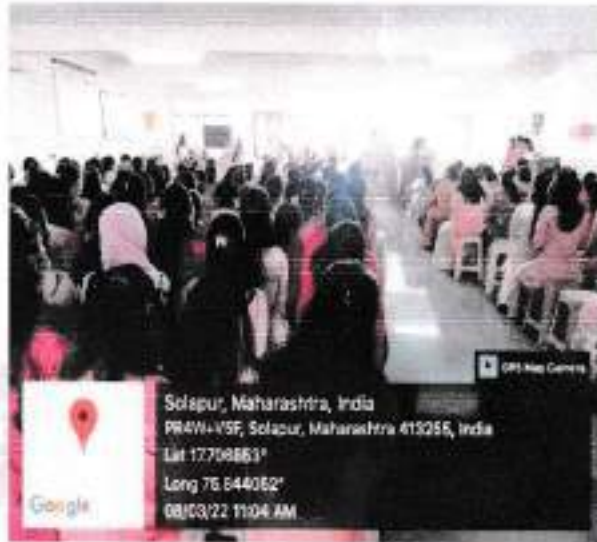 GPS Map Camera
Solapur, Maharashtra, India
PR4W+V5F, Solapur, Maharashtra 413255, India
Lat 17.706553°
Long 75.844052°
08/03/22 11:04 AM
Google